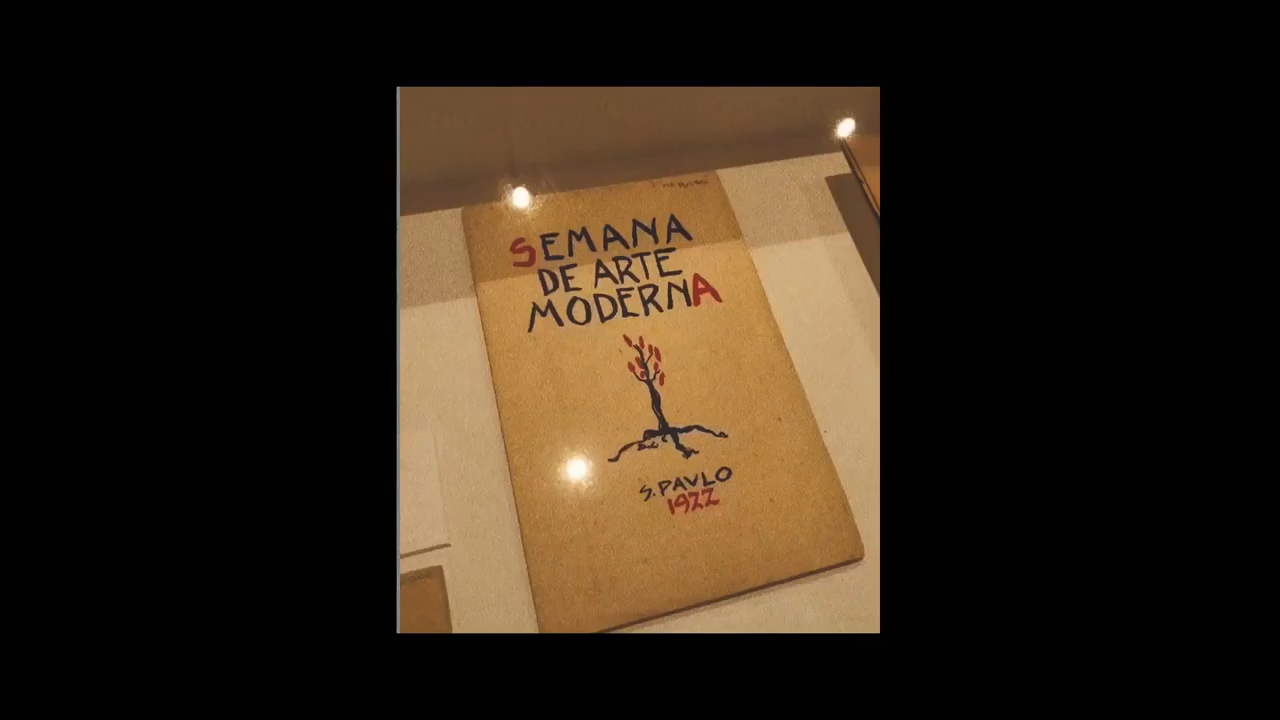 SEMANA
DE ARTE
MODERNA
S. PAVLO
1922